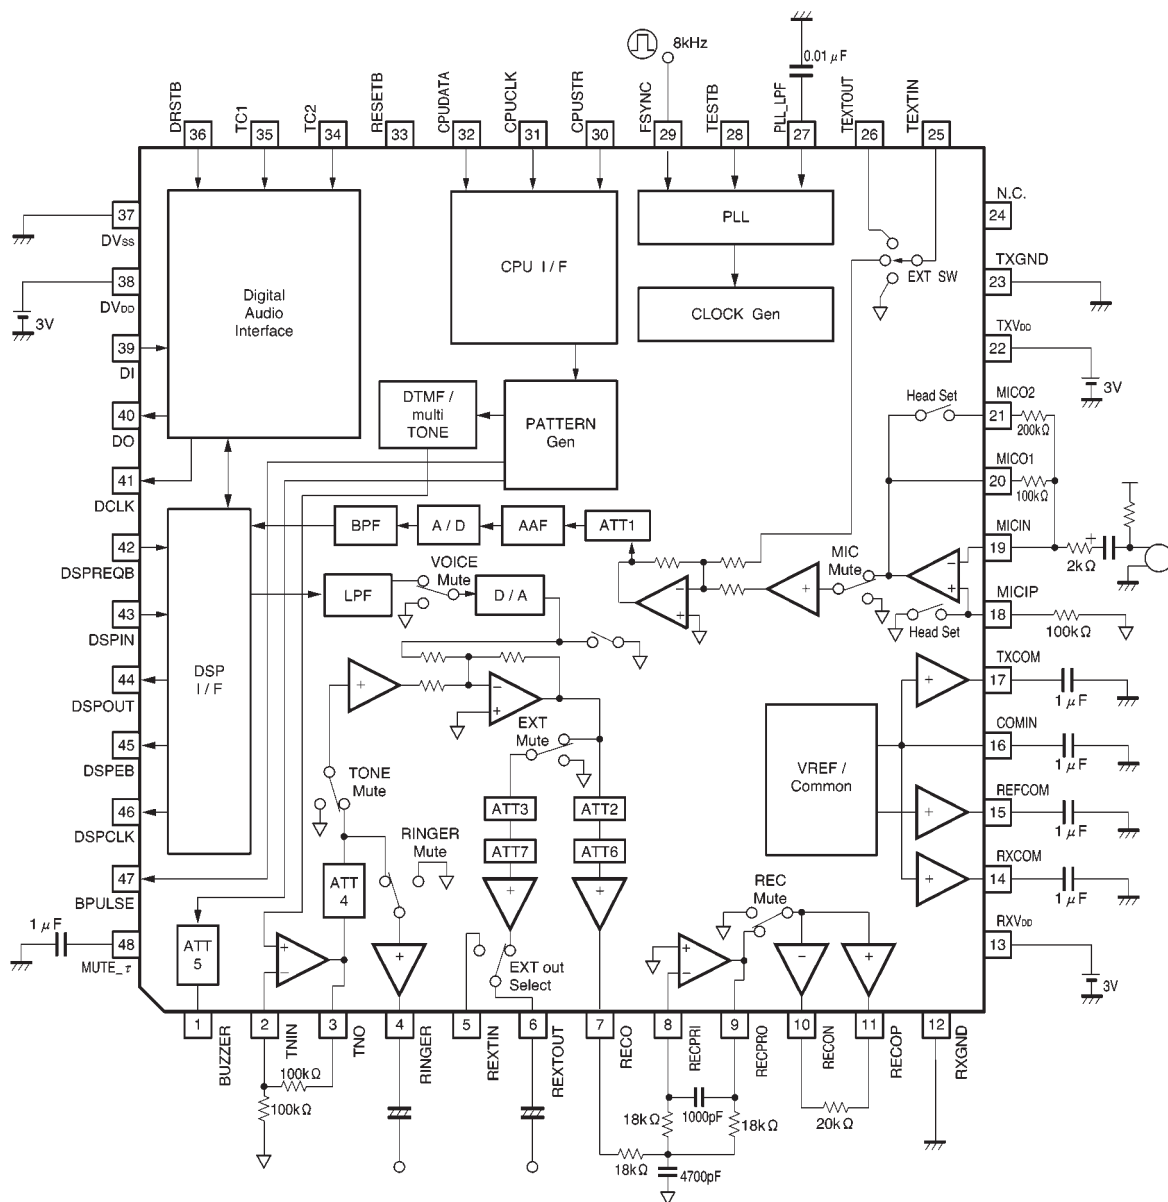 8kHz
0.01μF
DRSTB
TC1
TC2
RESETB
CPUDATA
CPUCLK
CPUSTR
FSYNC
TESTB
PLL_LPF
TEXTOUT
TEXTIN
36
35
34
33
32
31
30
29
28
27
26
25
37
DVss
38
DVDD
3V
39
DI
40
DO
41
DCLK
42
DSPREQB
43
DSPIN
44
DSPOUT
45
DSPEB
46
DSPCLK
47
BPULSE
1μF
48
MUTE_τ
Digital
Audio
Interface
CPU I/F
PLL
CLOCK Gen
EXT SW
DTMF /
multi
TONE
PATTERN
Gen
BPF
A/D
AAF
ATT1
VOICE
Mute
LPF
D/A
MIC
Mute
Head Set
Head Set
DSP
I/F
EXT
Mute
TONE
Mute
ATT3
ATT2
ATT7
ATT6
RINGER
Mute
ATT
4
ATT
5
VREF /
Common
REC
Mute
EXT out
Select
N.C.
24
TXGND
23
TXVDD
22
3V
MICO2
21
200kΩ
MICO1
20
100kΩ
MICIN
19
2kΩ
+
MICIP
18
100kΩ
TXCOM
17
1μF
COMIN
16
1μF
REFCOM
15
1μF
RXCOM
14
1μF
RXVDD
13
3V
1
2
3
4
5
6
7
8
9
10
11
12
BUZZER
TNIN
TNO
RINGER
REXTIN
REXTOUT
RECO
RECPRI
RECPRO
RECON
RECOP
RXGND
100kΩ
100kΩ
18kΩ
1000pF
18kΩ
20kΩ
18kΩ
4700pF